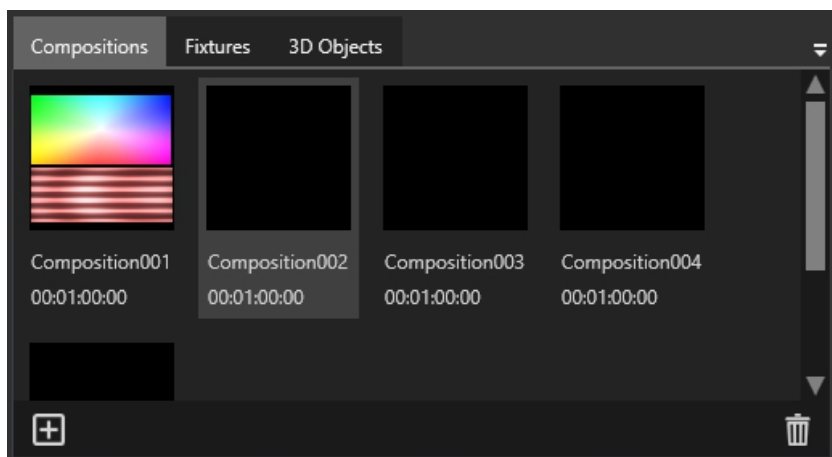 Compositions Fixtures 3D Objects
Composition001 Composition002 Composition003 Composition004
00:01:00:00 00:01:00:00 00:01:00:00 00:01:00:00